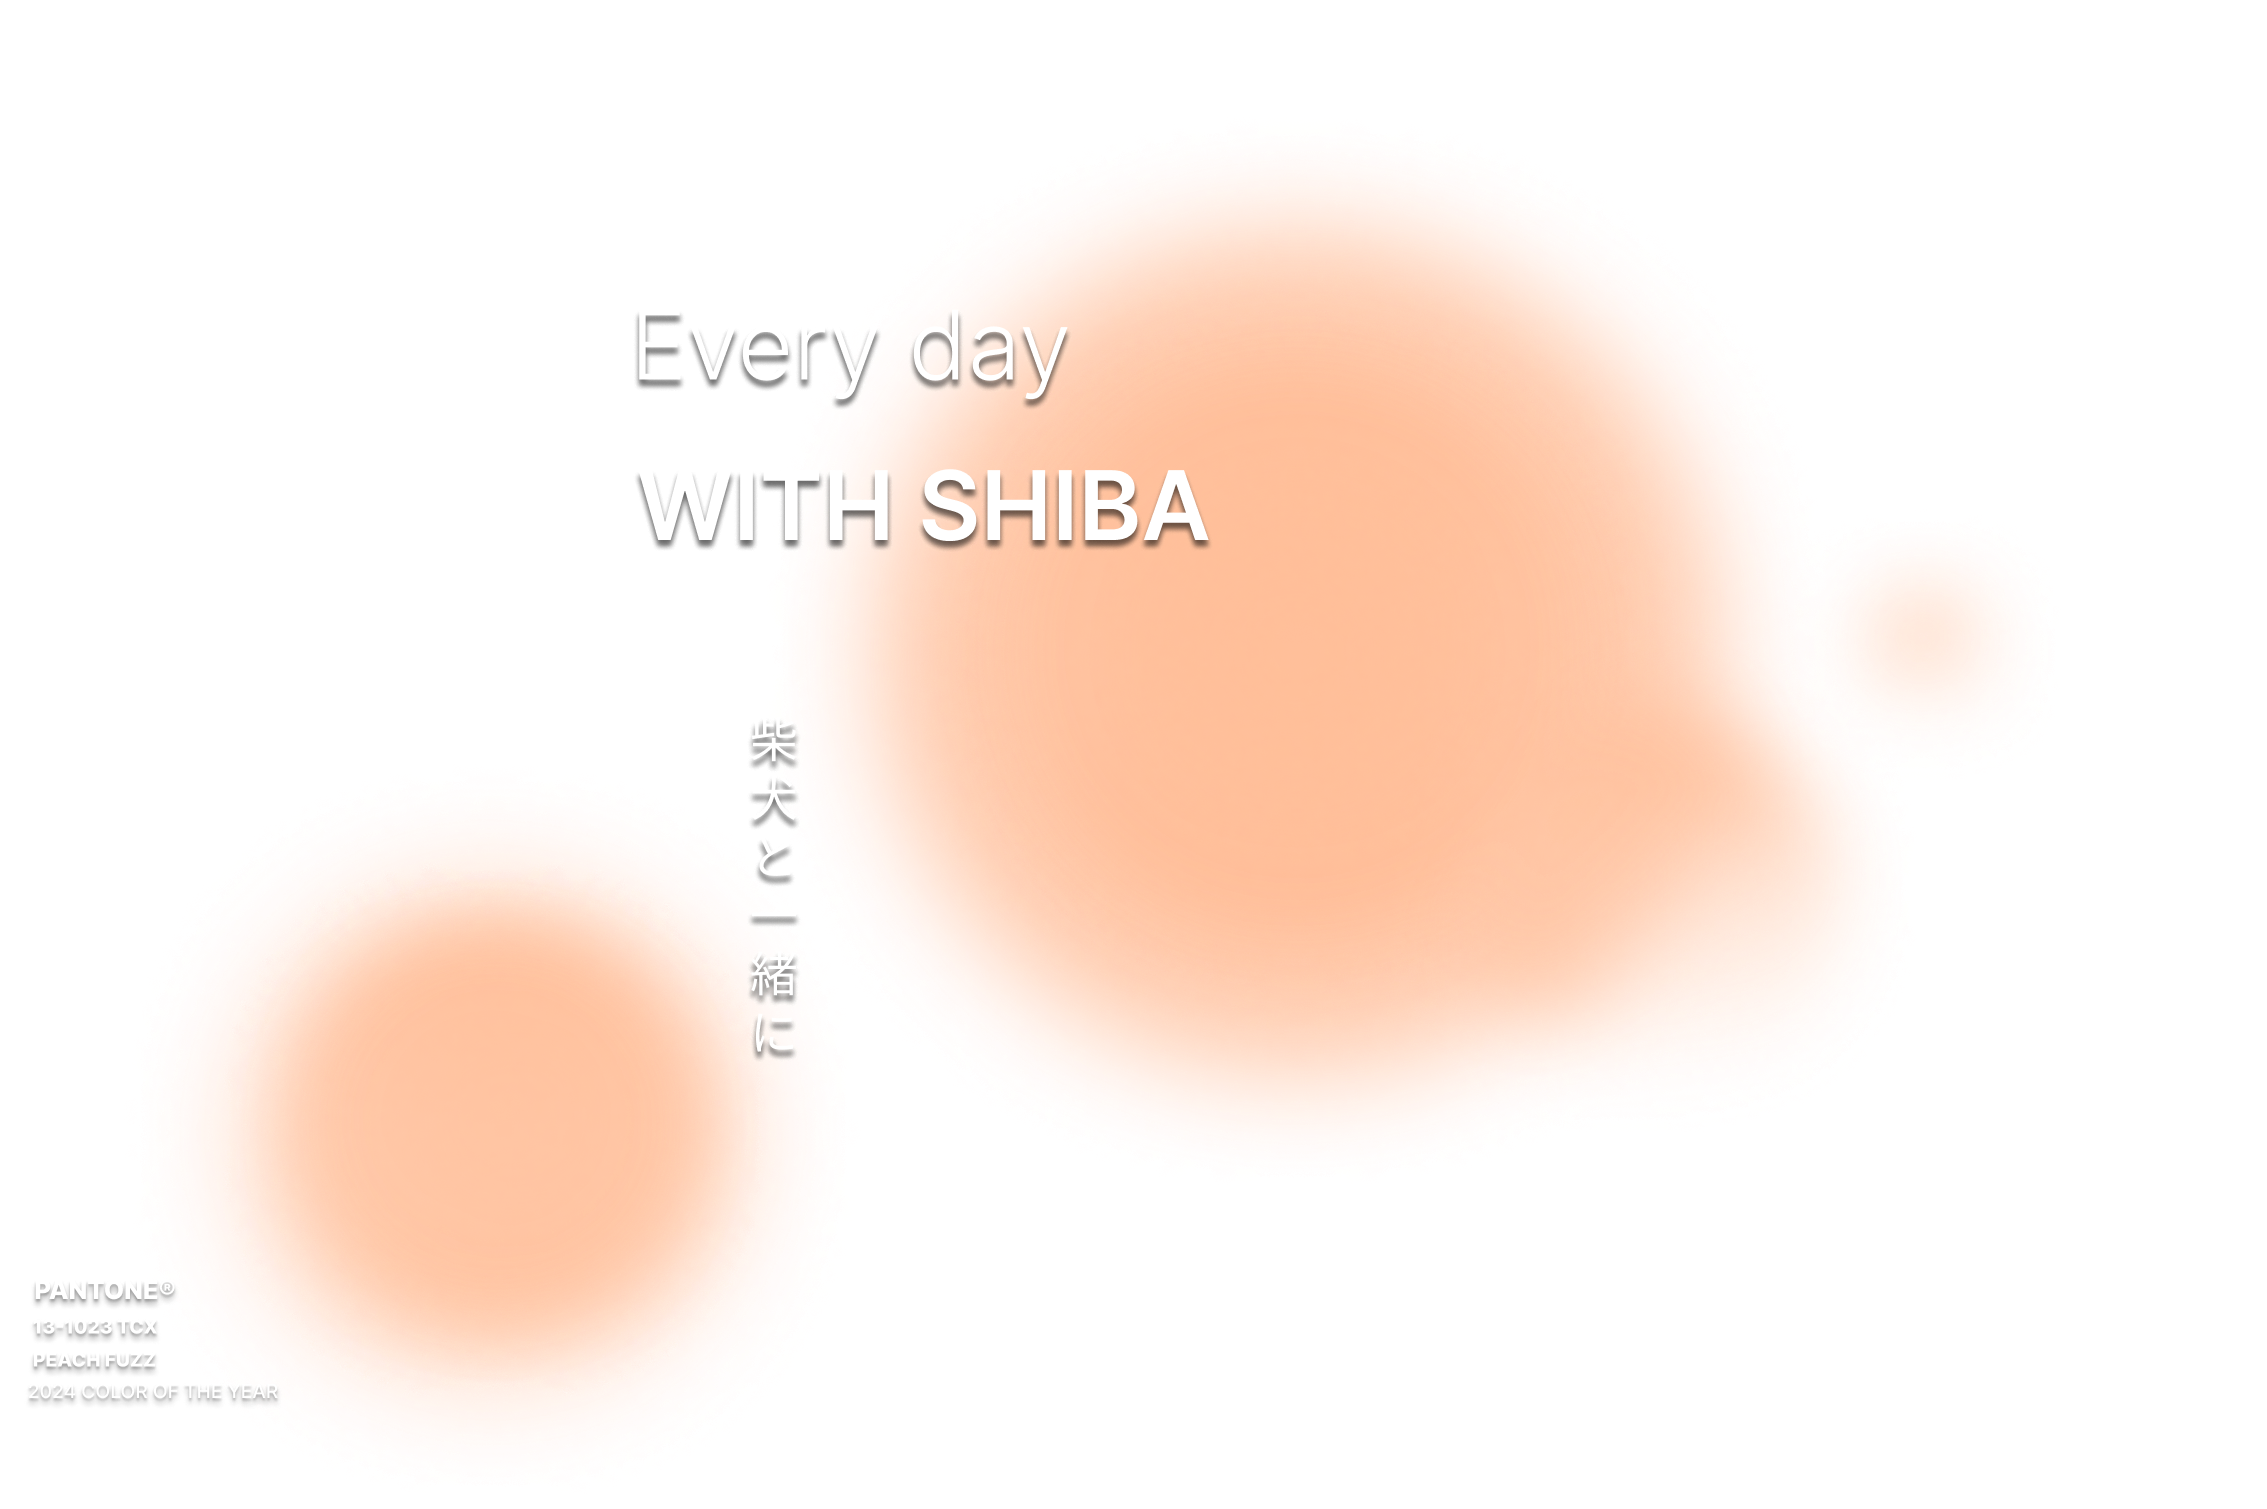 Every day
WITH SHIBA
柴犬と一緒に
PANTONE®
13-1023 TCX
PEACH FUZZ
2024 COLOR OF THE YEAR